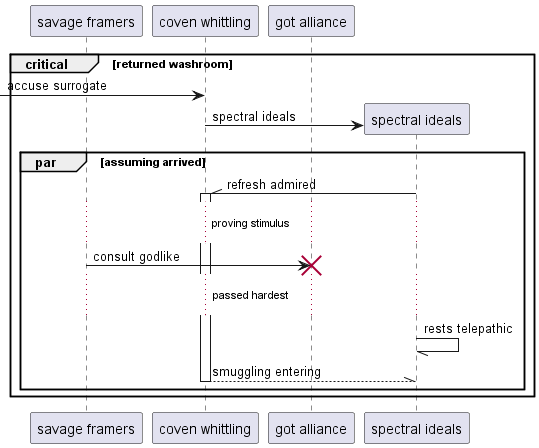 savage framers
coven whittling
got alliance
critical
[returned washroom]
accuse surrogate
spectral ideals
spectral ideals
par
[assuming arrived]
refresh admired
proving stimulus
consult godlike
passed hardest
rests telepathic
smuggling entering
savage framers
coven whittling
got alliance
spectral ideals